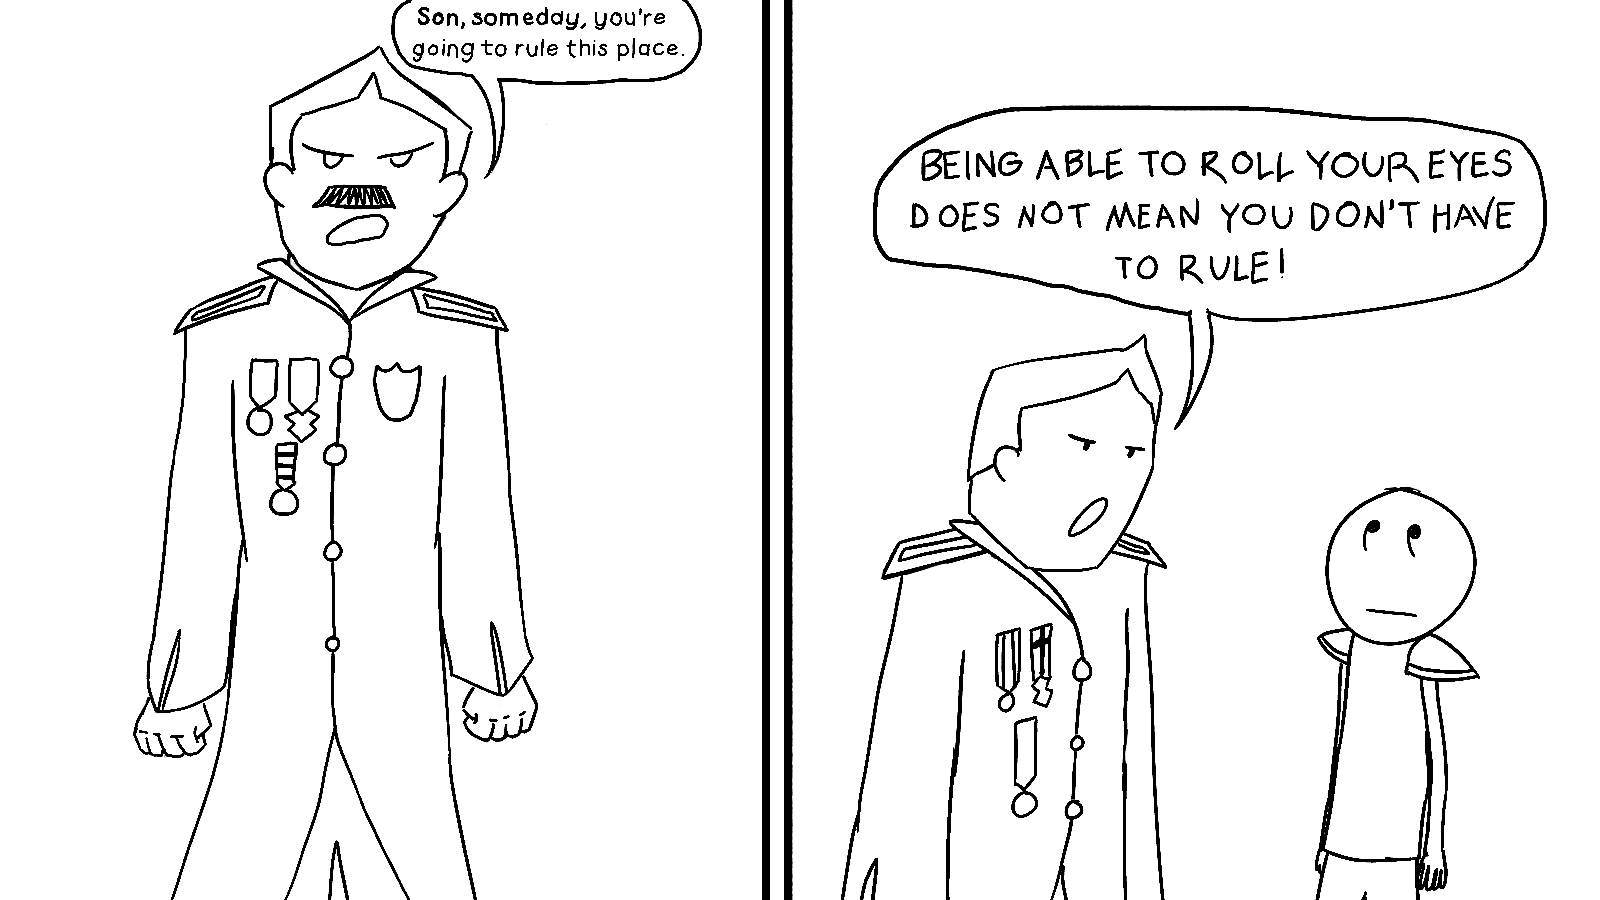 Son, someday, you're
going to rule this place.
BEING ABLE TO ROLL YOUR EYES
DOES NOT MEAN YOU DON'T HAVE
TO RULE!